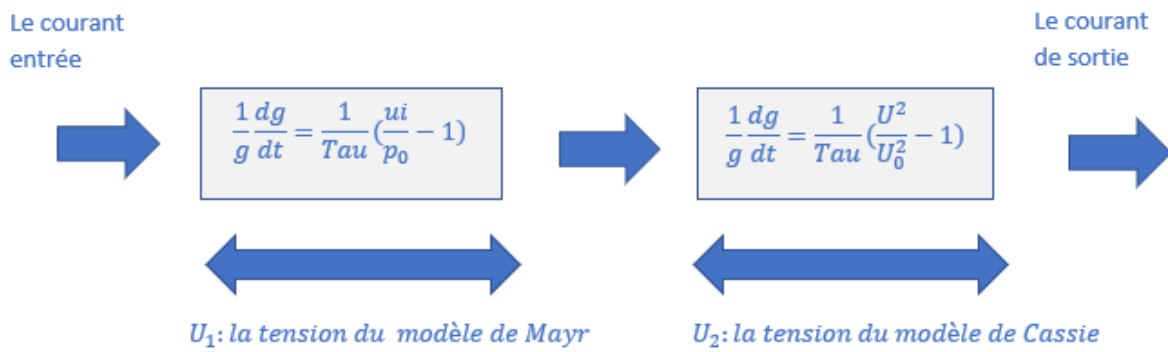 Le courant
entrée
Le courant
de sortie
1/g dg/dt = 1/Tau (ui/p₀ − 1)
1/g dg/dt = 1/Tau (U²/U₀² − 1)
U₁: la tension du modèle de Mayr
U₂: la tension du modèle de Cassie